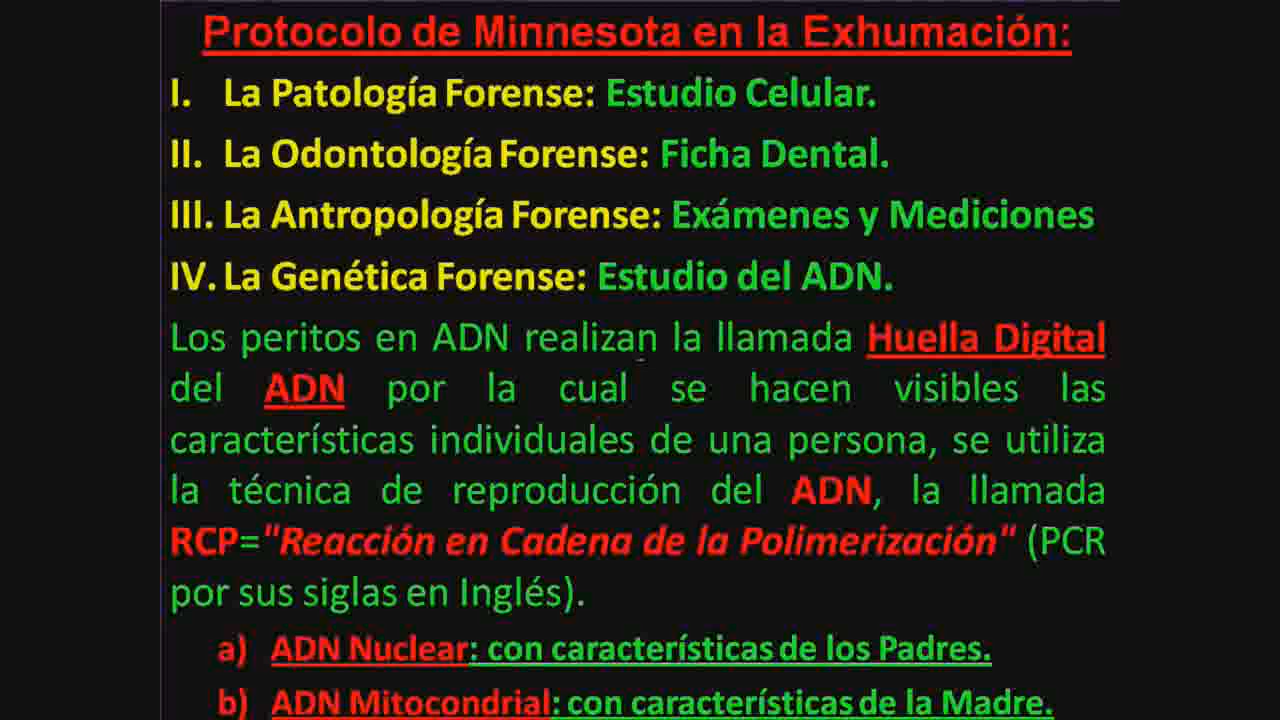 Protocolo de Minnesota en la Exhumación:
I. La Patología Forense: Estudio Celular.
II. La Odontología Forense: Ficha Dental.
III. La Antropología Forense: Exámenes y Mediciones
IV. La Genética Forense: Estudio del ADN.
Los peritos en ADN realizan la llamada Huella Digital
del ADN por la cual se hacen visibles las
características individuales de una persona, se utiliza
la técnica de reproducción del ADN, la llamada
RCP="Reacción en Cadena de la Polimerización" (PCR
por sus siglas en Inglés).
a) ADN Nuclear: con características de los Padres.
b) ADN Mitocondrial: con características de la Madre.